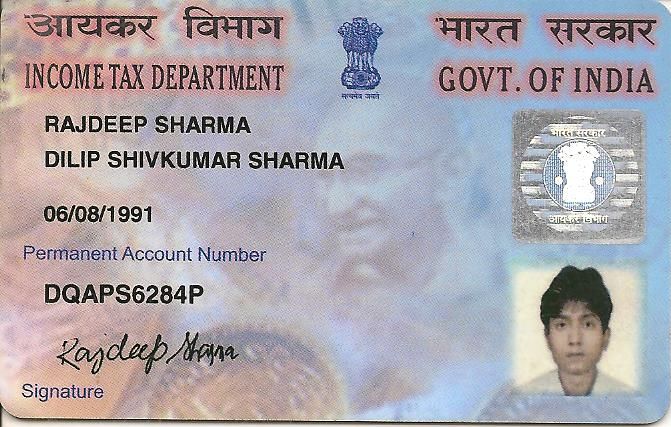 आयकर विभाग
भारत सरकार
INCOME TAX DEPARTMENT
GOVT. OF INDIA
सत्यमेव जयते
RAJDEEP SHARMA
DILIP SHIVKUMAR SHARMA
06/08/1991
Permanent Account Number
DQAPS6284P
भारत सरकार
आयकर विभाग
Rajdeep Sharma
Signature